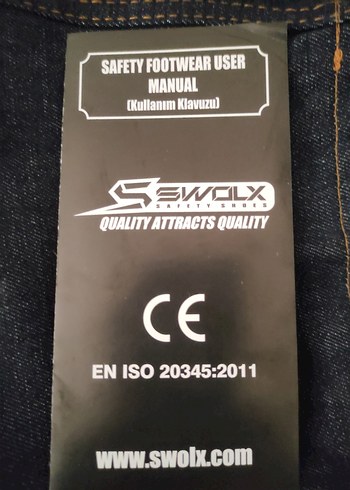 SAFETY FOOTWEAR USER
MANUAL
(Kullanım Klavuzu)
SWOLX
SAFETY SHOES
QUALITY ATTRACTS QUALITY
CE
EN ISO 20345:2011
www.swolx.com